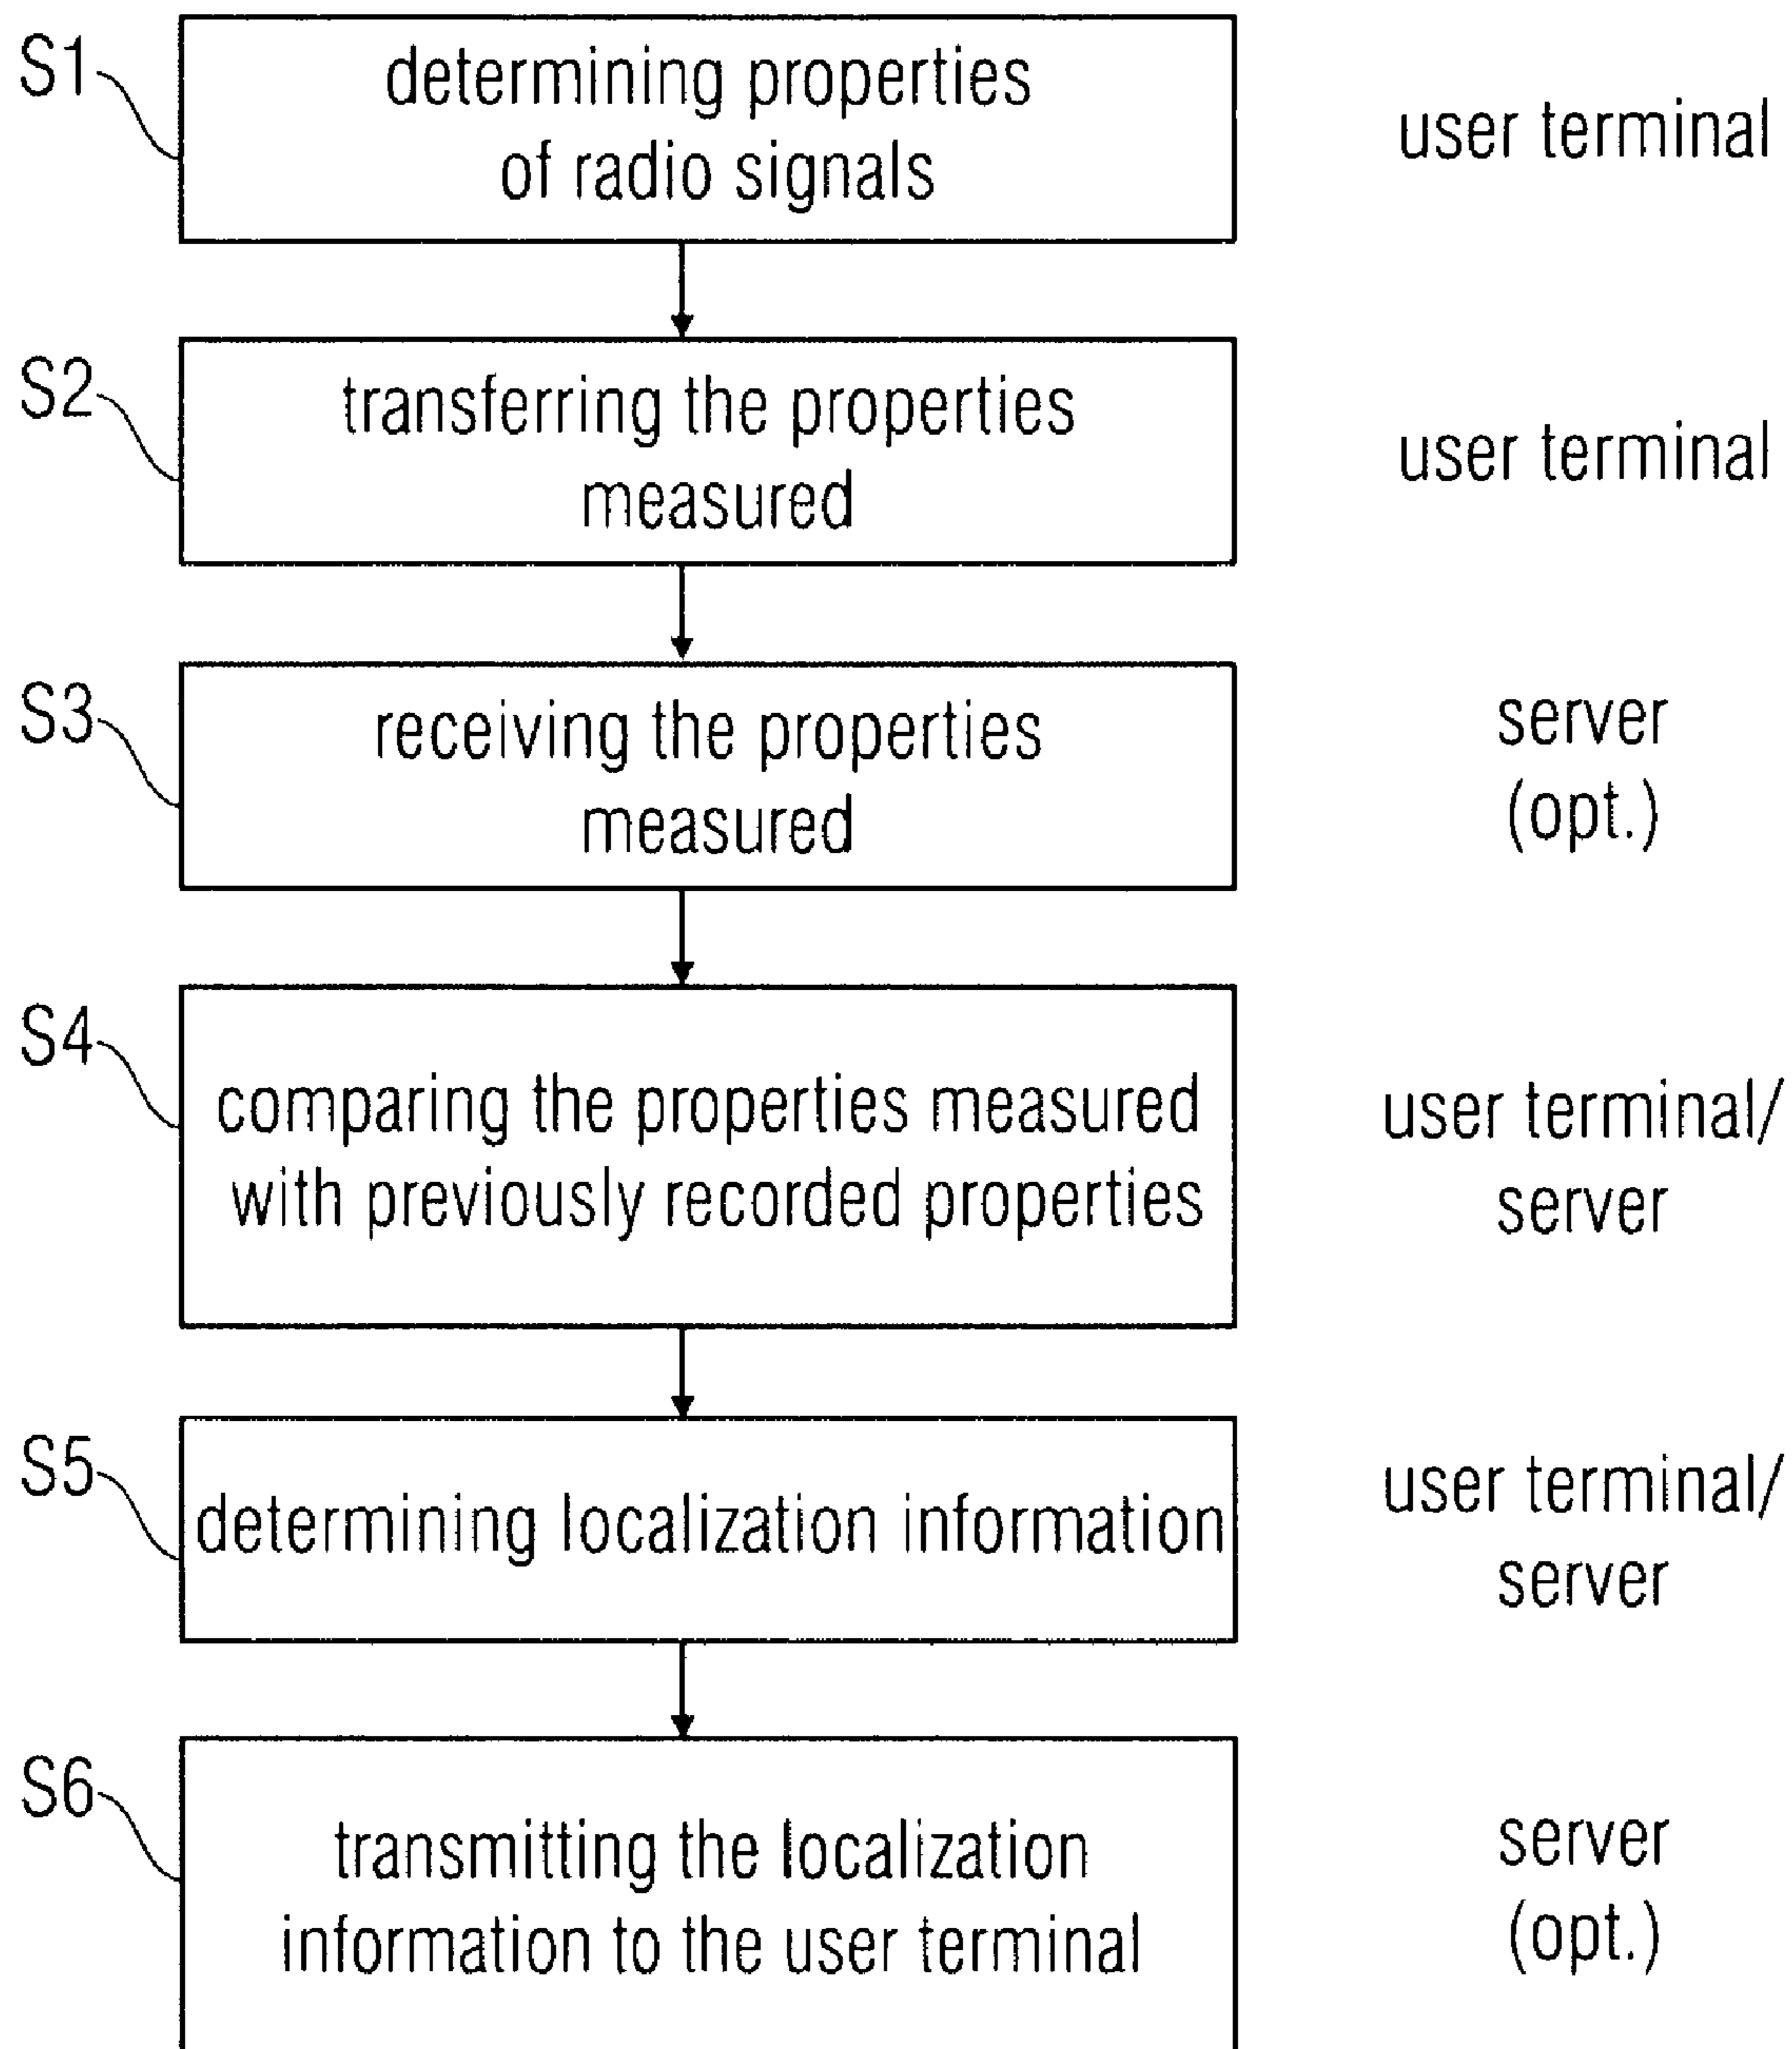 S1
determining properties
of radio signals
user terminal
S2
transferring the properties
measured
user terminal
S3
receiving the properties
measured
server
(opt.)
S4
comparing the properties measured
with previously recorded properties
user terminal/
server
S5
determining localization information
user terminal/
server
S6
transmitting the localization
information to the user terminal
server
(opt.)